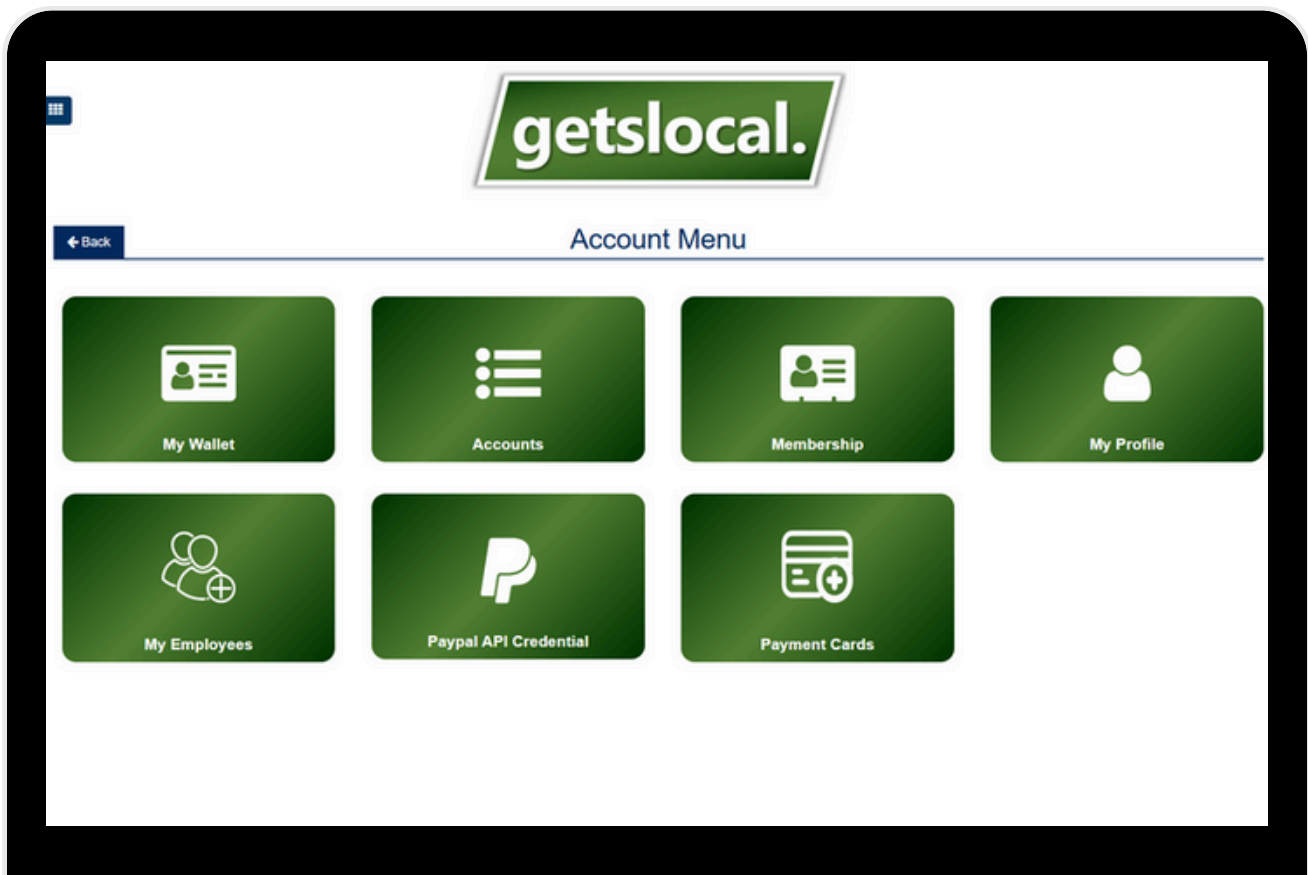 getslocal.
Back
Account Menu
My Wallet
Accounts
Membership
My Profile
My Employees
Paypal API Credential
Payment Cards